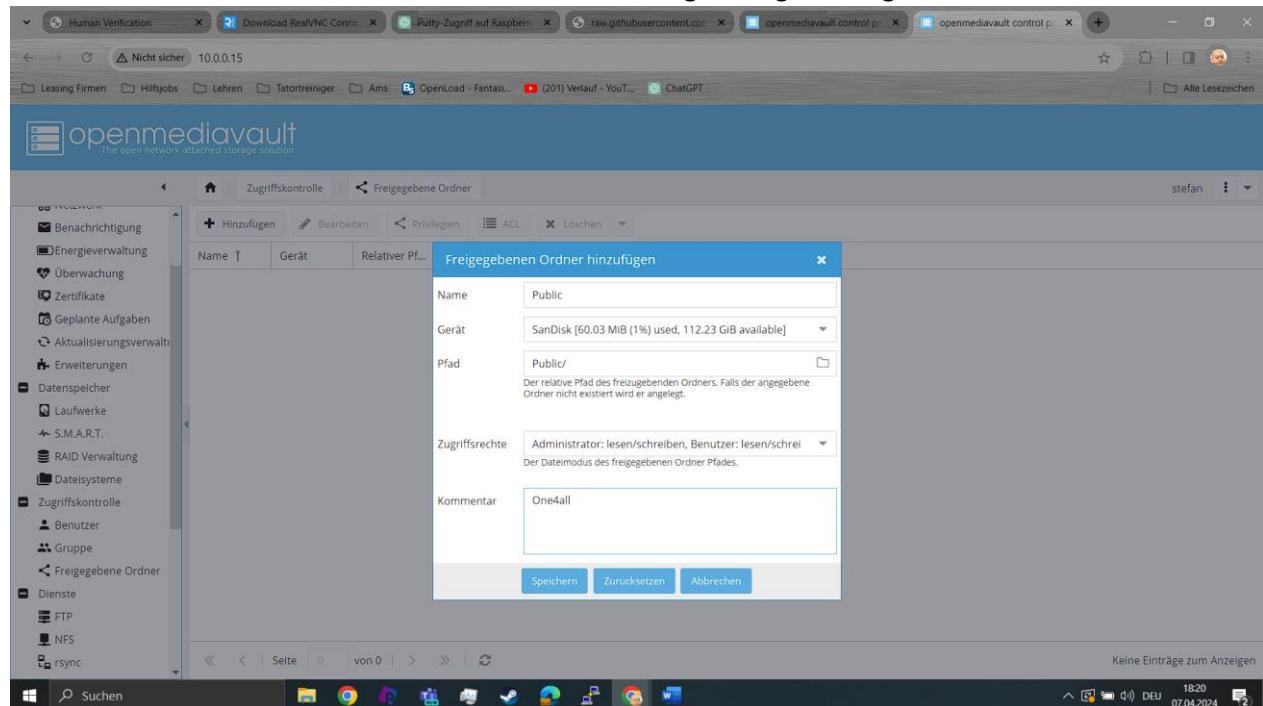 Human Verification
Download RealVNC Conne
Putty-Zugriff auf Raspberr
raw.githubusercontent.com
openmediavault control pa
openmediavault control pa
Nicht sicher 10.0.0.15
Leasing Firmen Hilfsjobs Lehren Tatortreiniger Ams OpenLoad - Fantasi... (201) Verlauf - YouT... ChatGPT Alle Lesezeichen
openmediavault
The open network attached storage solution
Zugriffskontrolle Freigegebene Ordner stefan
Netzwerk
Benachrichtigung
Energieverwaltung
Überwachung
Zertifikate
Geplante Aufgaben
Aktualisierungsverwaltu
Erweiterungen
Datenspeicher
Laufwerke
S.M.A.R.T.
RAID Verwaltung
Dateisysteme
Zugriffskontrolle
Benutzer
Gruppe
Freigegebene Ordner
Dienste
FTP
NFS
rsync
Hinzufügen Bearbeiten Privilegien ACL Löschen
Name Gerät Relativer Pf...
Freigegebenen Ordner hinzufügen
Name Public
Gerät SanDisk [60.03 MiB (1%) used, 112.23 GiB available]
Pfad Public/
Der relative Pfad des freizugebenden Ordners. Falls der angegebene
Ordner nicht existiert wird er angelegt.
Zugriffsrechte Administrator: lesen/schreiben, Benutzer: lesen/schrei
Der Dateimodus des freigegebenen Ordner Pfades.
Kommentar One4all
Speichern Zurücksetzen Abbrechen
Seite 0 von 0 Keine Einträge zum Anzeigen
Suchen DEU 18:20
07.04.2024 2